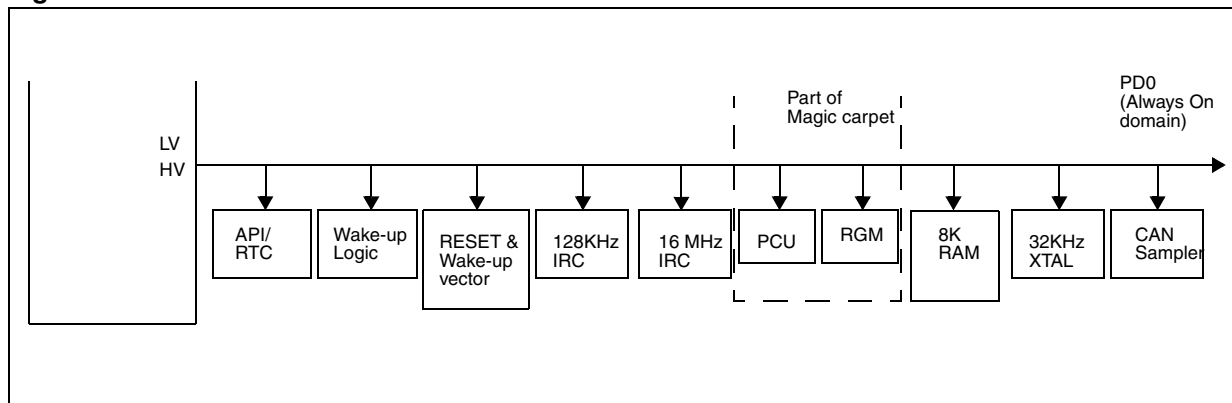 PD0
(Always On
domain)
Part of
Magic carpet
LV
HV
API/
RTC
Wake-up
Logic
RESET &
Wake-up
vector
128KHz
IRC
16 MHz
IRC
PCU
RGM
8K
RAM
32KHz
XTAL
CAN
Sampler